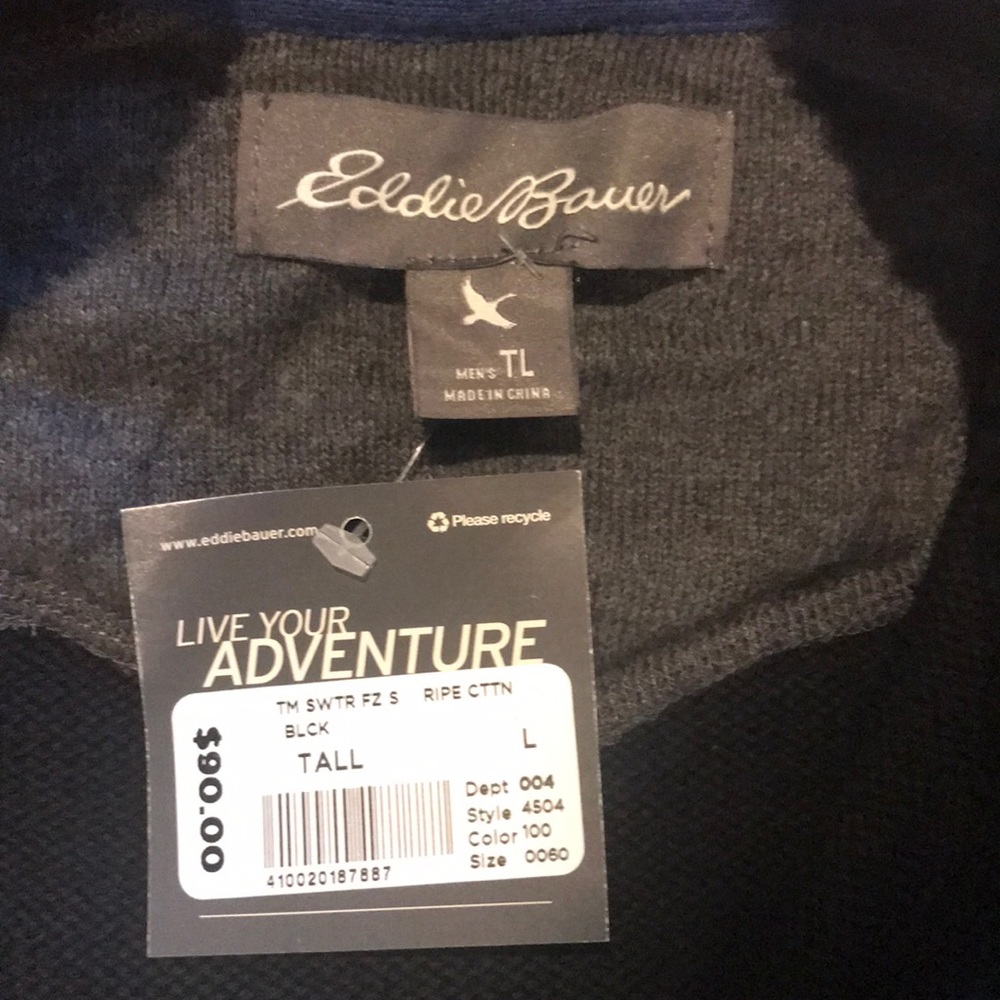 Eddie Bauer
MEN'S TL
MADE IN CHINA
www.eddiebauer.com
Please recycle
LIVE YOUR
ADVENTURE
TM SWTR FZ S RIPE CTTN
BLCK
TALL L
$90.00
Dept 004
Style 4504
Color 100
Size 0060
410020187887